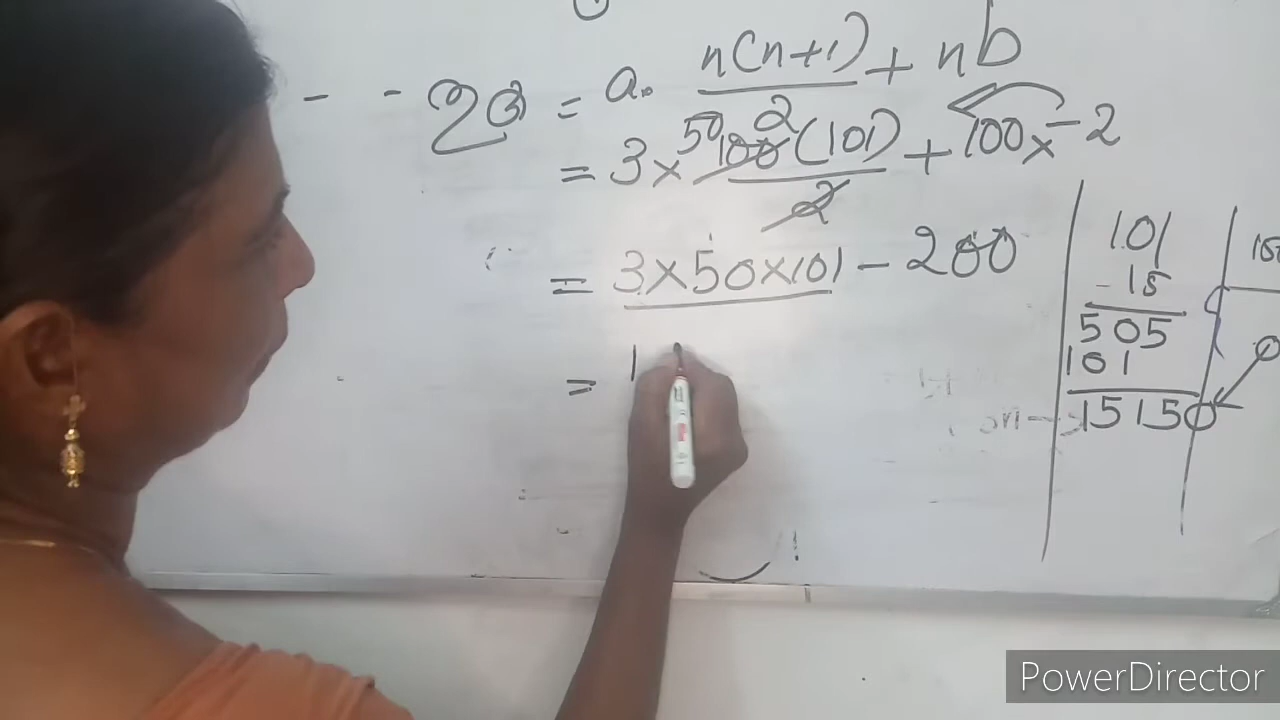 - - തുക = a. n(n+1)/2 + nb
= 3 × 50 100 (101)/2 + 100 × -2
= 3×50×101 - 200
= 1
101
- 15
505
101
15150
PowerDirector